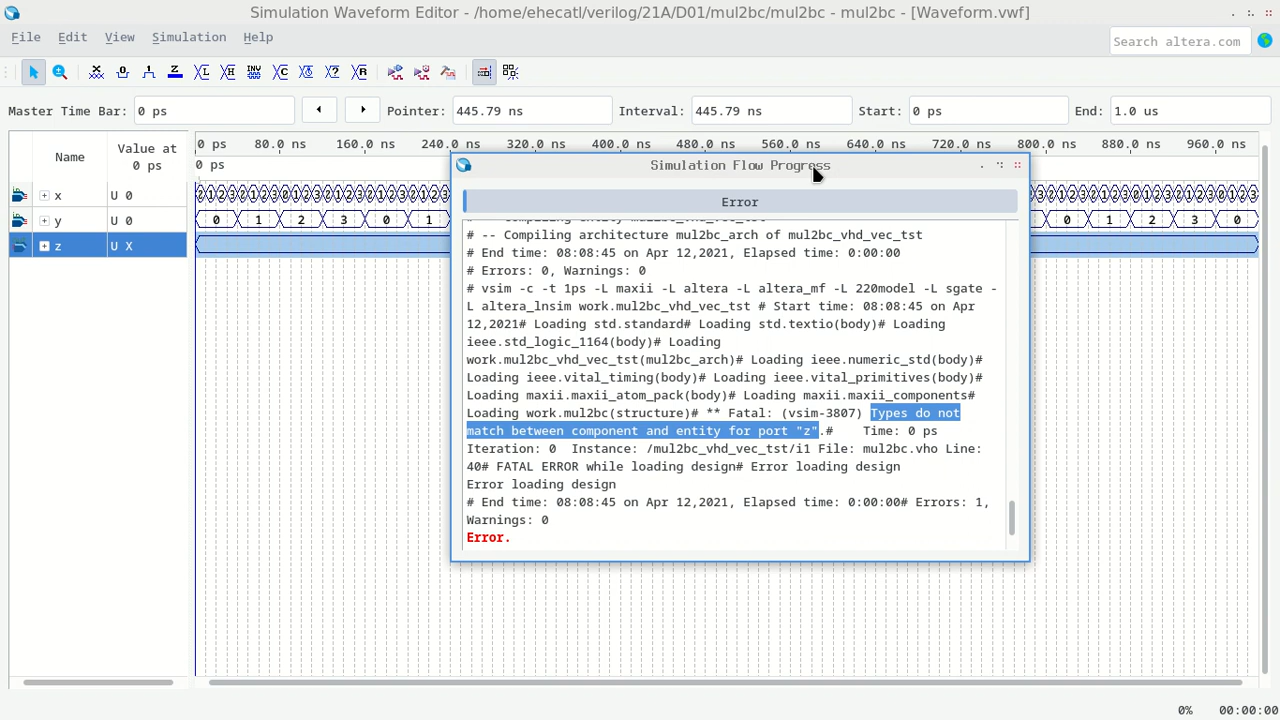 Simulation Waveform Editor - /home/ehecatl/verilog/21A/D01/mul2bc/mul2bc - mul2bc - [Waveform.vwf]
File Edit View Simulation Help
Search altera.com
Master Time Bar: 0 ps Pointer: 445.79 ns Interval: 445.79 ns Start: 0 ps End: 1.0 us
Name
Value at
0 ps
0 ps 80.0 ns 160.0 ns 240.0 ns 320.0 ns 400.0 ns 480.0 ns 560.0 ns 640.0 ns 720.0 ns 800.0 ns 880.0 ns 960.0 ns
0 ps
x U 0
y U 0 0 1 2 3 0 1 0 1 2 3 0
z U X
Simulation Flow Progress
Error
# -- Compiling architecture mul2bc_arch of mul2bc_vhd_vec_tst
# End time: 08:08:45 on Apr 12,2021, Elapsed time: 0:00:00
# Errors: 0, Warnings: 0
# vsim -c -t 1ps -L maxii -L altera -L altera_mf -L 220model -L sgate -
L altera_lnsim work.mul2bc_vhd_vec_tst # Start time: 08:08:45 on Apr
12,2021# Loading std.standard# Loading std.textio(body)# Loading
ieee.std_logic_1164(body)# Loading
work.mul2bc_vhd_vec_tst(mul2bc_arch)# Loading ieee.numeric_std(body)#
Loading ieee.vital_timing(body)# Loading ieee.vital_primitives(body)#
Loading maxii.maxii_atom_pack(body)# Loading maxii.maxii_components#
Loading work.mul2bc(structure)# ** Fatal: (vsim-3807) Types do not
match between component and entity for port "z".# Time: 0 ps
Iteration: 0 Instance: /mul2bc_vhd_vec_tst/i1 File: mul2bc.vho Line:
40# FATAL ERROR while loading design# Error loading design
Error loading design
# End time: 08:08:45 on Apr 12,2021, Elapsed time: 0:00:00# Errors: 1,
Warnings: 0
Error.
0% 00:00:00